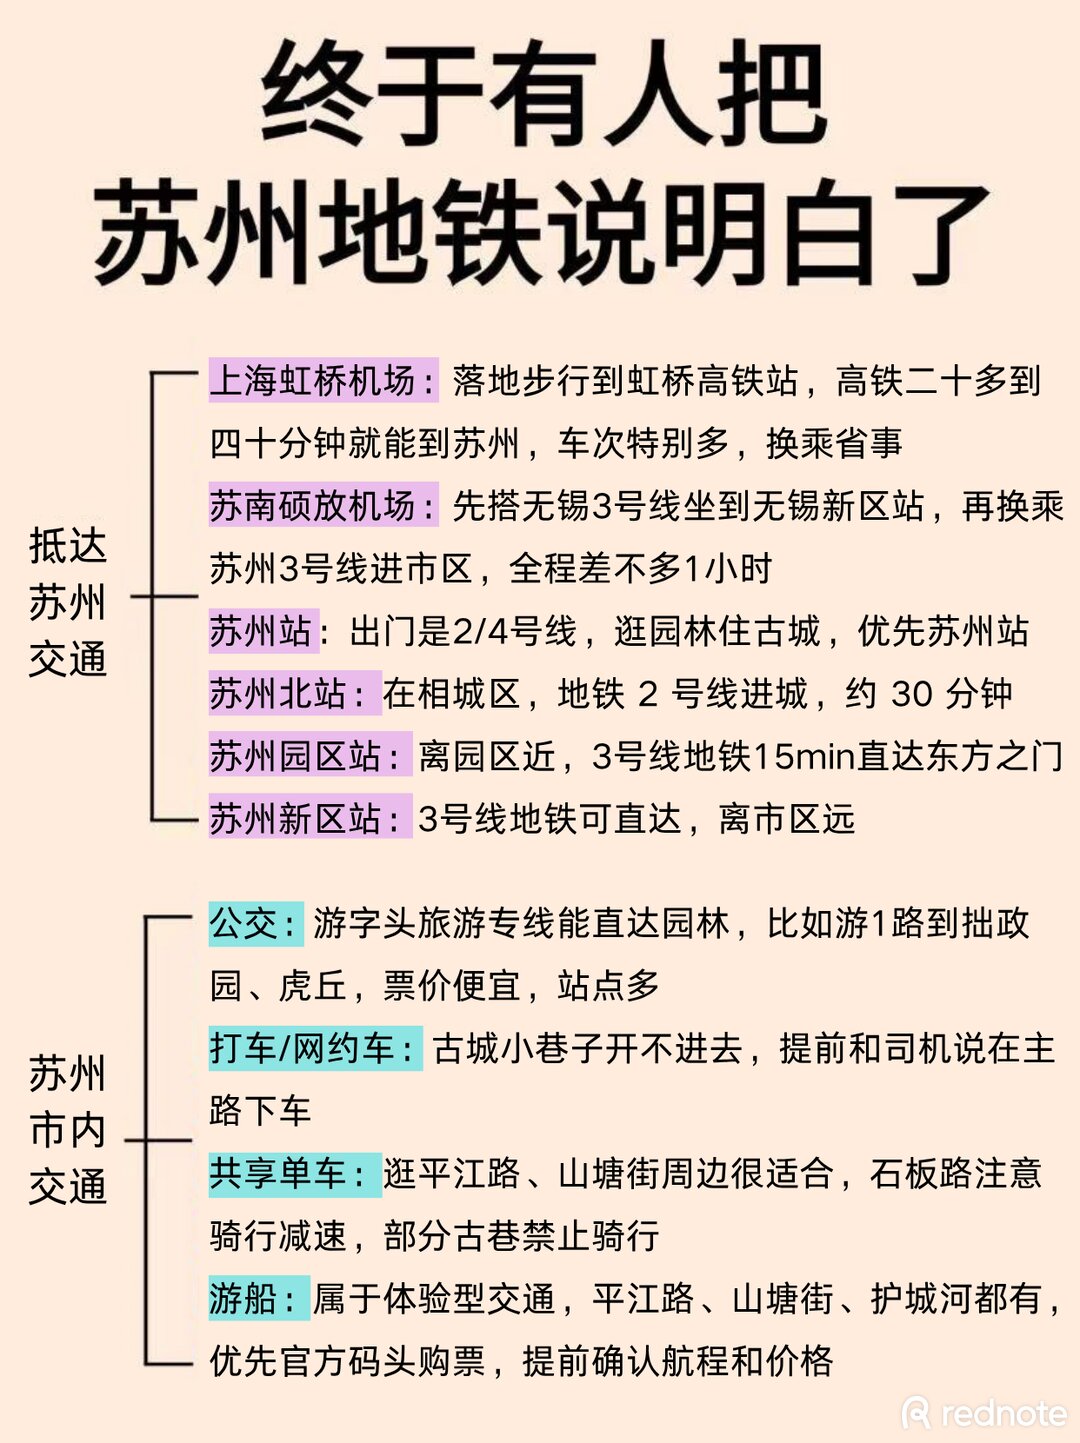 终于有人把
苏州地铁说明白了
抵达
苏州
交通
上海虹桥机场：落地步行到虹桥高铁站，高铁二十多到
四十分钟就能到苏州，车次特别多，换乘省事
苏南硕放机场：先搭无锡3号线坐到无锡新区站，再换乘
苏州3号线进市区，全程差不多1小时
苏州站：出门是2/4号线，逛园林住古城，优先苏州站
苏州北站：在相城区，地铁 2 号线进城，约 30 分钟
苏州园区站：离园区近，3号线地铁15min直达东方之门
苏州新区站：3号线地铁可直达，离市区远
苏州
市内
交通
公交：游字头旅游专线能直达园林，比如游1路到拙政
园、虎丘，票价便宜，站点多
打车/网约车：古城小巷子开不进去，提前和司机说在主
路下车
共享单车：逛平江路、山塘街周边很适合，石板路注意
骑行减速，部分古巷禁止骑行
游船：属于体验型交通，平江路、山塘街、护城河都有，
优先官方码头购票，提前确认航程和价格
rednote